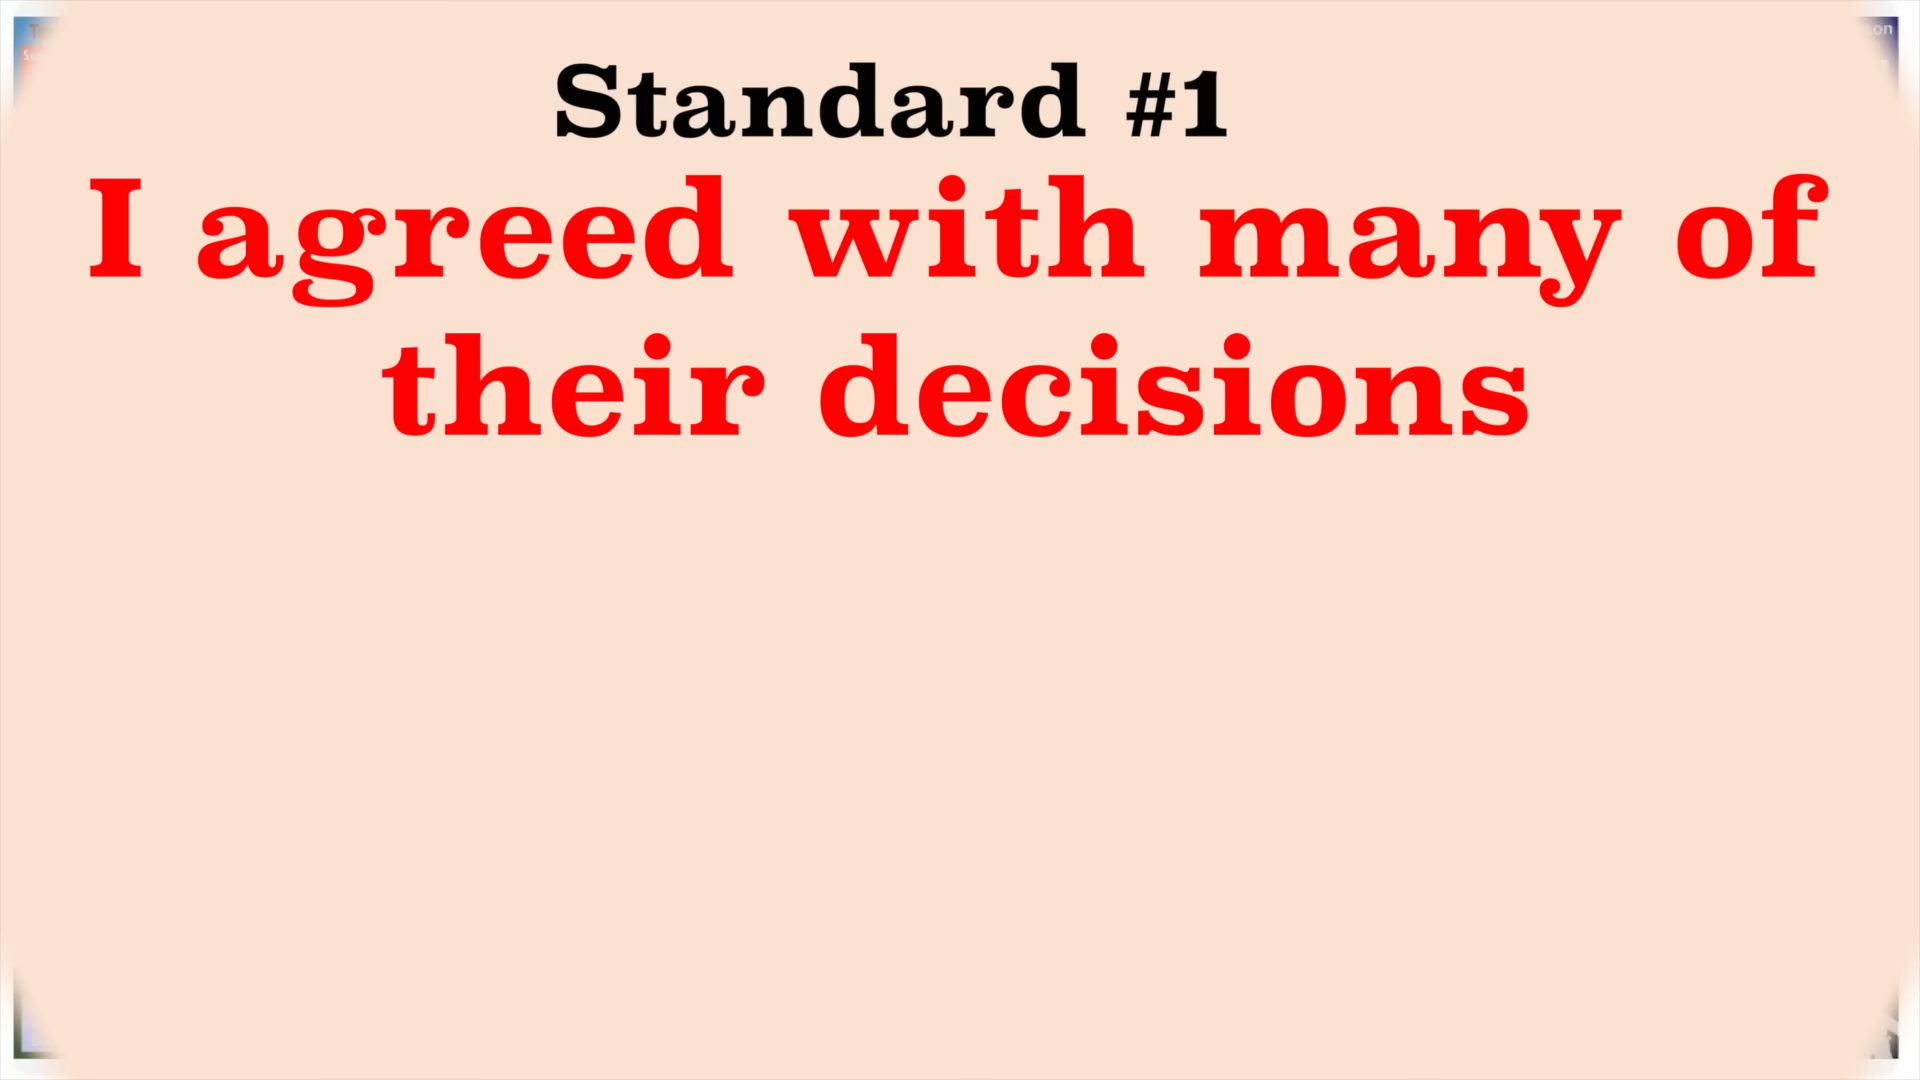 Standard #1
I agreed with many of
their decisions